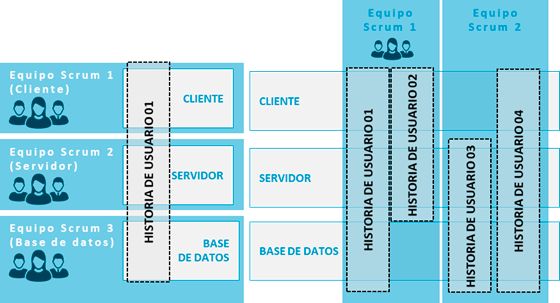 Equipo Scrum 1
(Cliente)
HISTORIA DE USUARIO 01
CLIENTE
Equipo Scrum 2
(Servidor)
SERVIDOR
Equipo Scrum 3
(Base de datos)
BASE
DE DATOS
Equipo
Scrum 1
Equipo
Scrum 2
CLIENTE
SERVIDOR
BASE DE DATOS
HISTORIA DE USUARIO 01
HISTORIA DE USUARIO 02
HISTORIA DE USUARIO 03
HISTORIA DE USUARIO 04